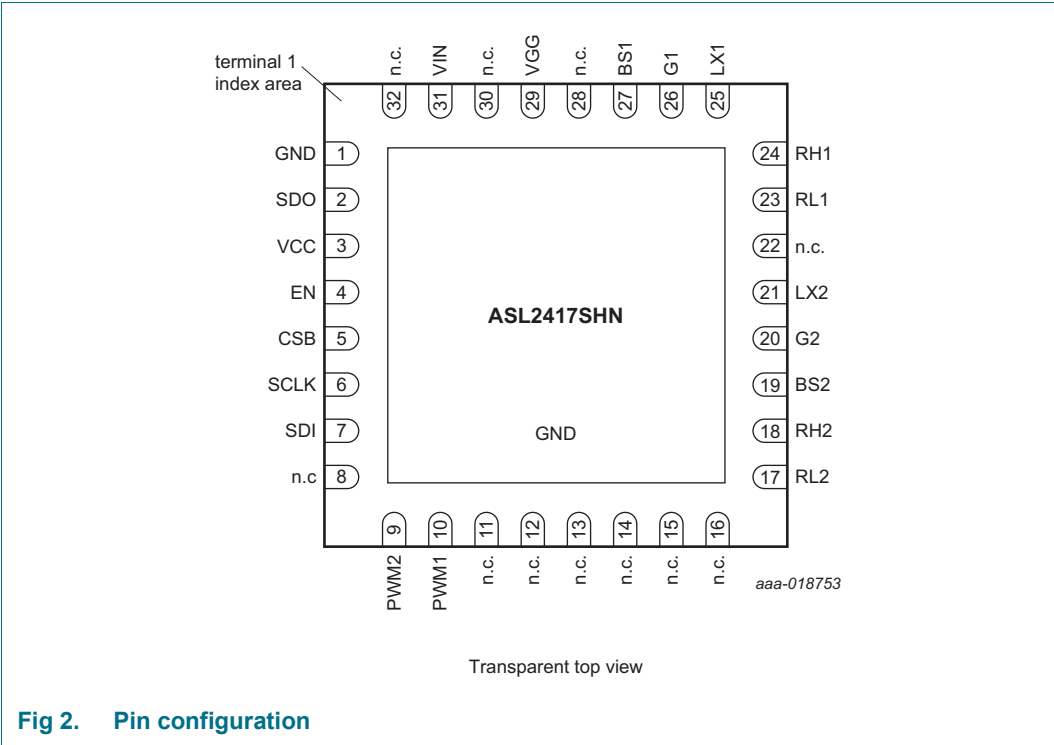 terminal 1
index area
n.c.
VIN
n.c.
VGG
n.c.
BS1
G1
LX1
32
31
30
29
28
27
26
25
GND 1
SDO 2
VCC 3
EN 4
CSB 5
SCLK 6
SDI 7
n.c 8
24 RH1
23 RL1
22 n.c.
21 LX2
20 G2
19 BS2
18 RH2
17 RL2
ASL2417SHN
GND
9
10
11
12
13
14
15
16
PWM2
PWM1
n.c.
n.c.
n.c.
n.c.
n.c.
n.c.
aaa-018753
Transparent top view
Fig 2. Pin configuration